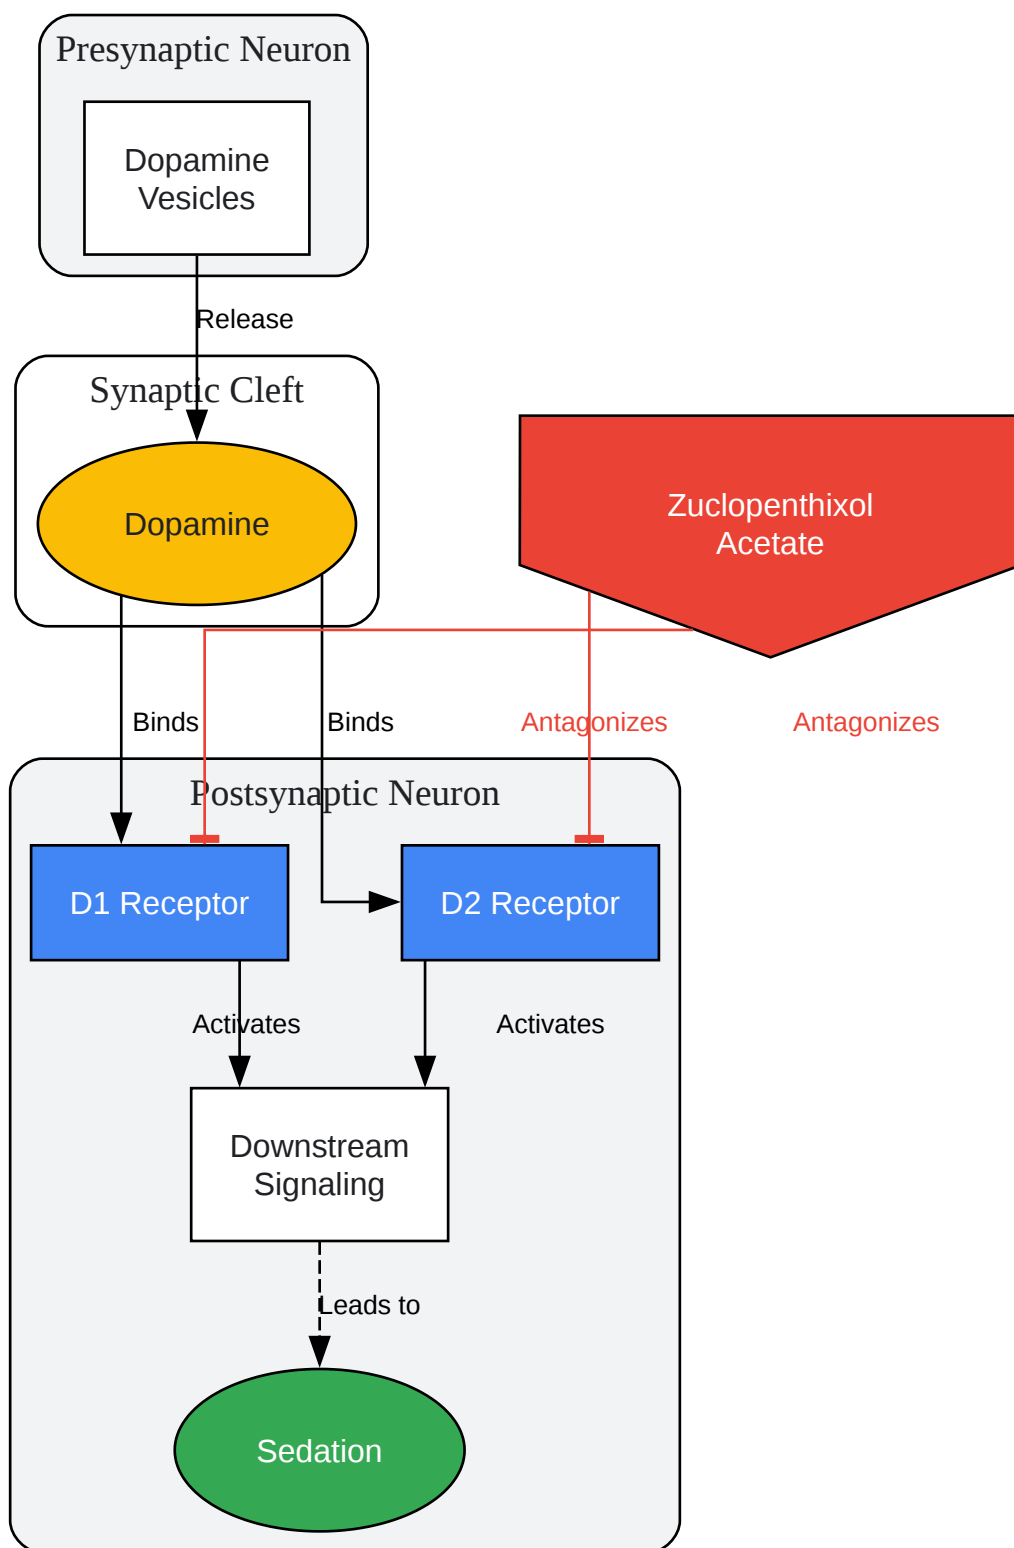 Presynaptic Neuron
Dopamine
Vesicles
Release
Synaptic Cleft
Dopamine
Zuclopenthixol
Acetate
Binds
Binds
Antagonizes
Antagonizes
Postsynaptic Neuron
D1 Receptor
D2 Receptor
Activates
Activates
Downstream
Signaling
Leads to
Sedation